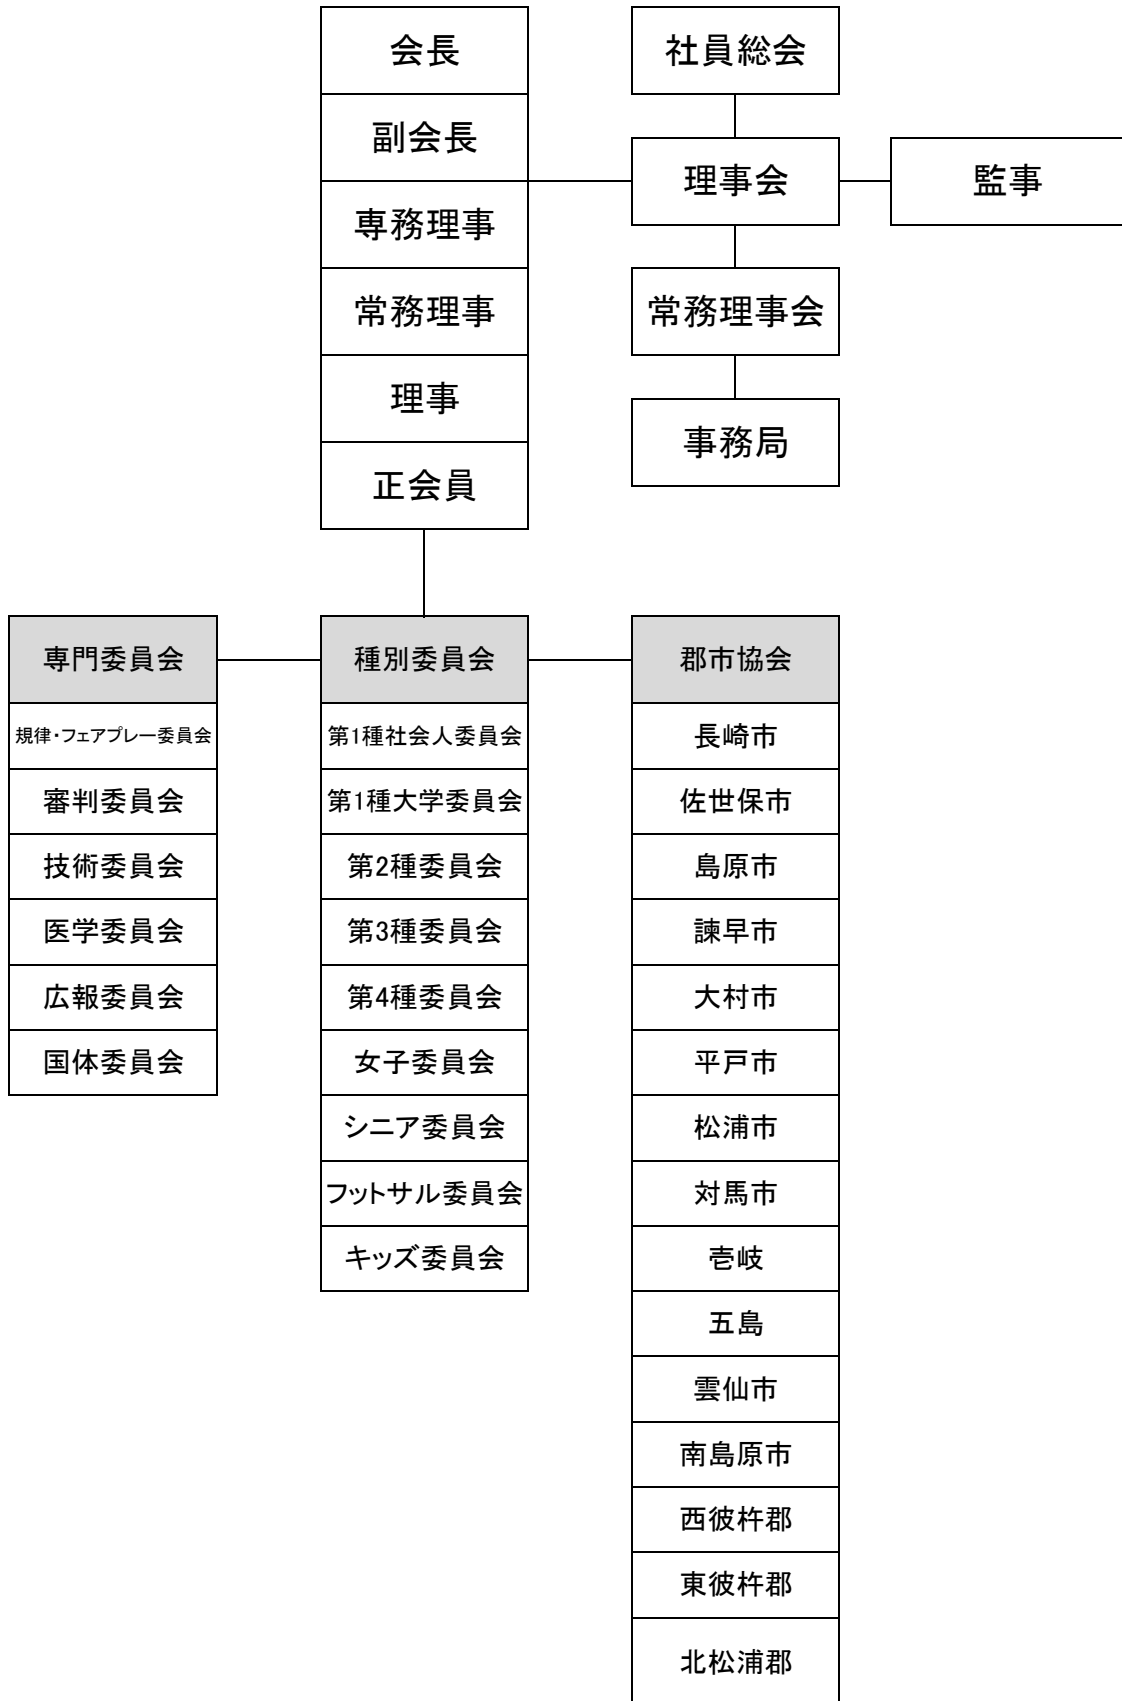 会長
副会長
専務理事
常務理事
理事
正会員
社員総会
理事会
監事
常務理事会
事務局
専門委員会
規律・フェアプレー委員会
審判委員会
技術委員会
医学委員会
広報委員会
国体委員会
種別委員会
第1種社会人委員会
第1種大学委員会
第2種委員会
第3種委員会
第4種委員会
女子委員会
シニア委員会
フットサル委員会
キッズ委員会
郡市協会
長崎市
佐世保市
島原市
諫早市
大村市
平戸市
松浦市
対馬市
壱岐
五島
雲仙市
南島原市
西彼杵郡
東彼杵郡
北松浦郡